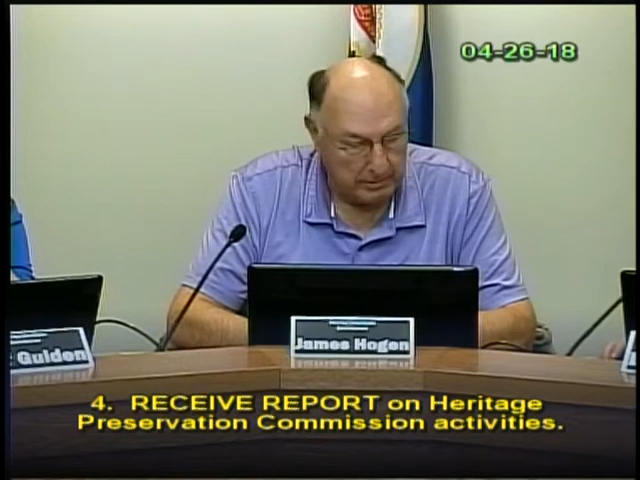 04-26-18
Gulden
James Hogen
4. RECEIVE REPORT on Heritage
Preservation Commission activities.